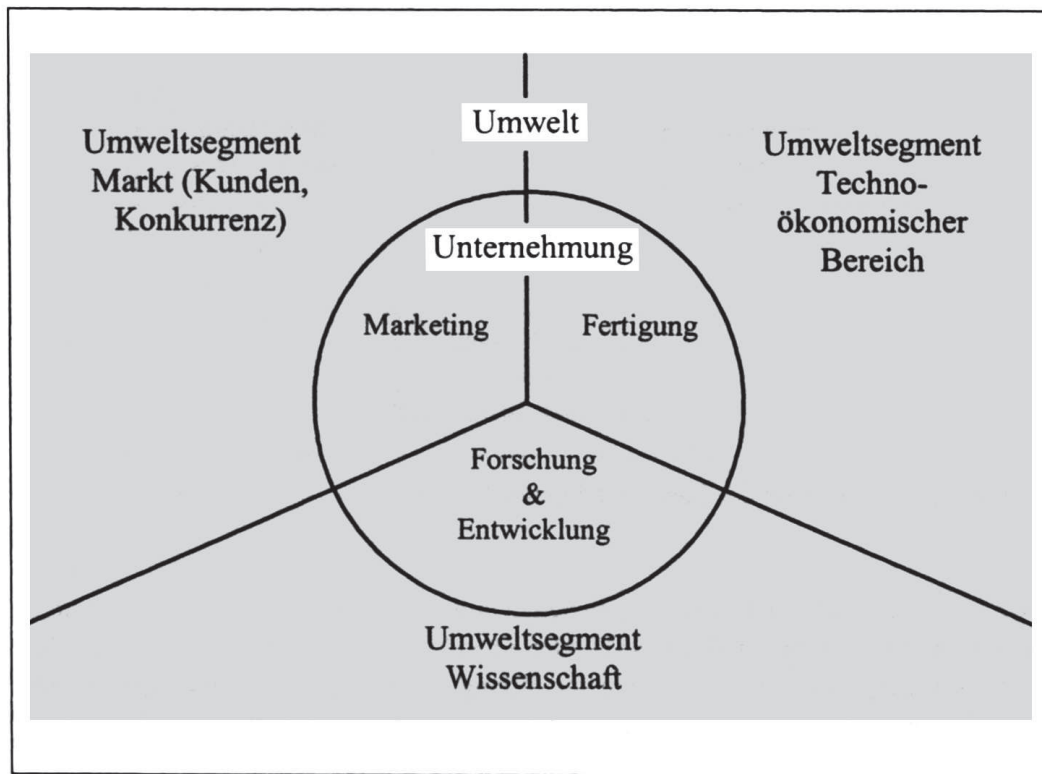 Umwelt
Umweltsegment
Markt (Kunden,
Konkurrenz)
Umweltsegment
Techno-
ökonomischer
Bereich
Unternehmung
Marketing
Fertigung
Forschung
&
Entwicklung
Umweltsegment
Wissenschaft